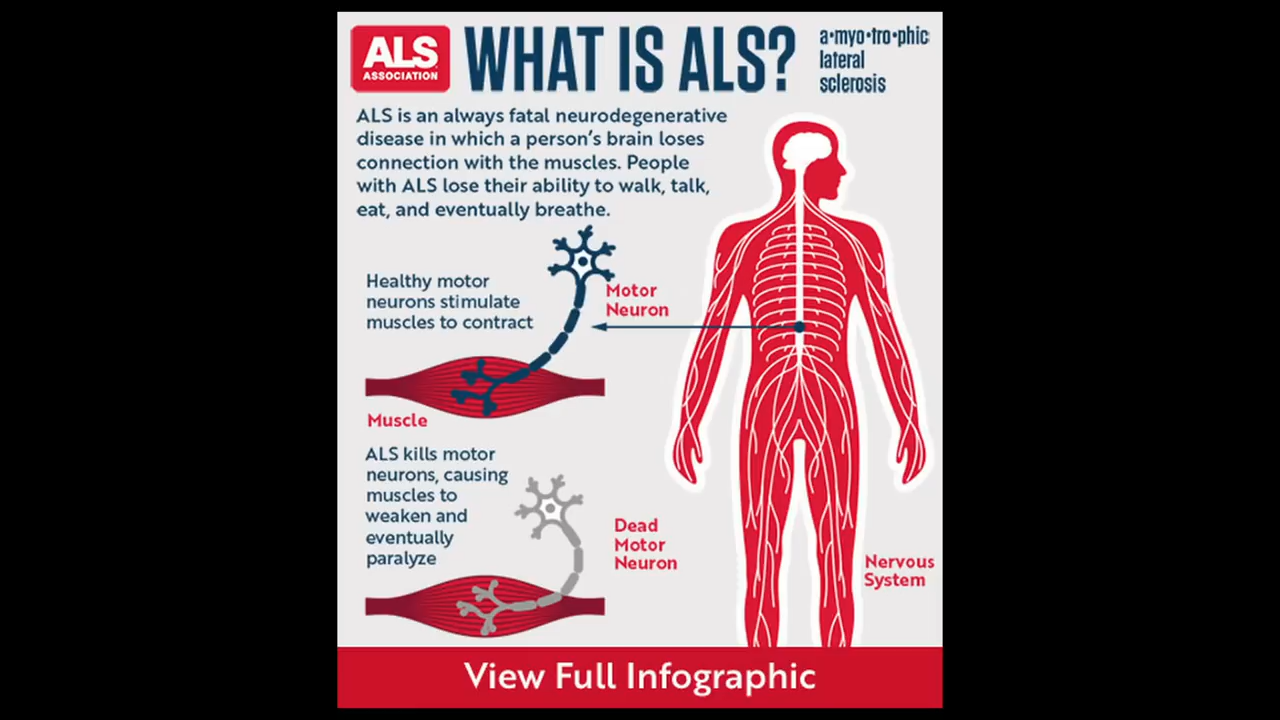 ALS
ASSOCIATION
WHAT IS ALS?
a•myo•tro•phic
lateral
sclerosis
ALS is an always fatal neurodegenerative
disease in which a person's brain loses
connection with the muscles. People
with ALS lose their ability to walk, talk,
eat, and eventually breathe.
Healthy motor
neurons stimulate
muscles to contract
Motor
Neuron
Muscle
ALS kills motor
neurons, causing
muscles to
weaken and
eventually
paralyze
Dead
Motor
Neuron
Nervous
System
View Full Infographic